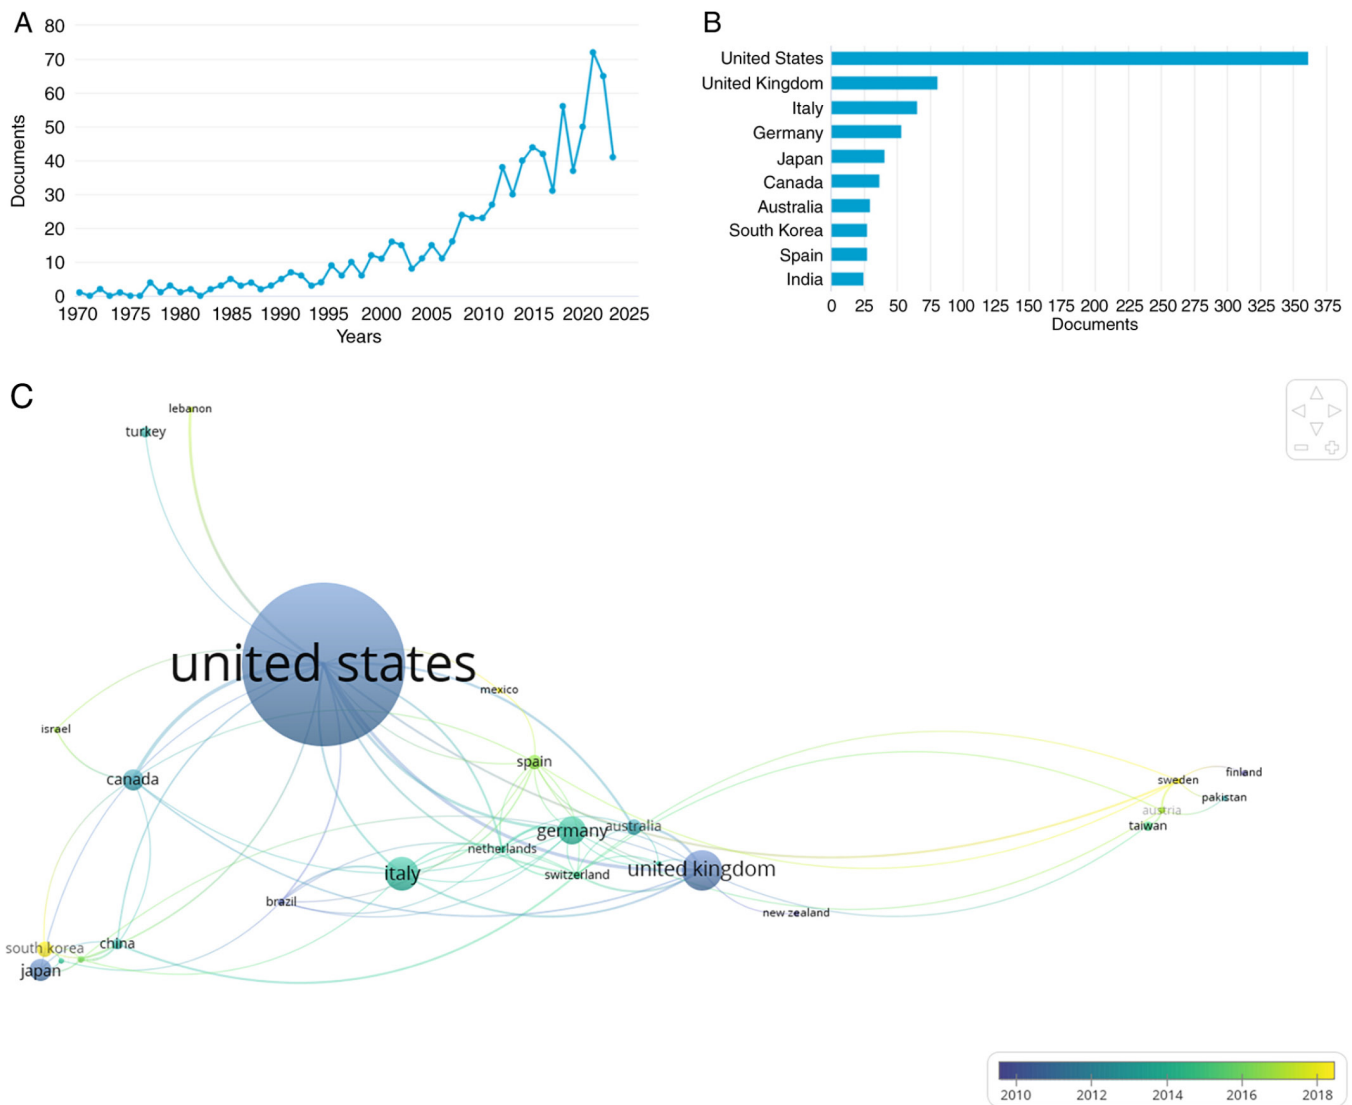 A
80
70
60
50
40
30
20
10
0
Documents
1970 1975 1980 1985 1990 1995 2000 2005 2010 2015 2020 2025
Years
B
United States
United Kingdom
Italy
Germany
Japan
Canada
Australia
South Korea
Spain
India
0 25 50 75 100 125 150 175 200 225 250 275 300 325 350 375
Documents
C
lebanon
turkey
united states
mexico
israel
spain
canada
finland
sweden
pakistan
austria
taiwan
germany
australia
netherlands
italy
switzerland
united kingdom
brazil
new zealand
south korea
china
japan
2010 2012 2014 2016 2018